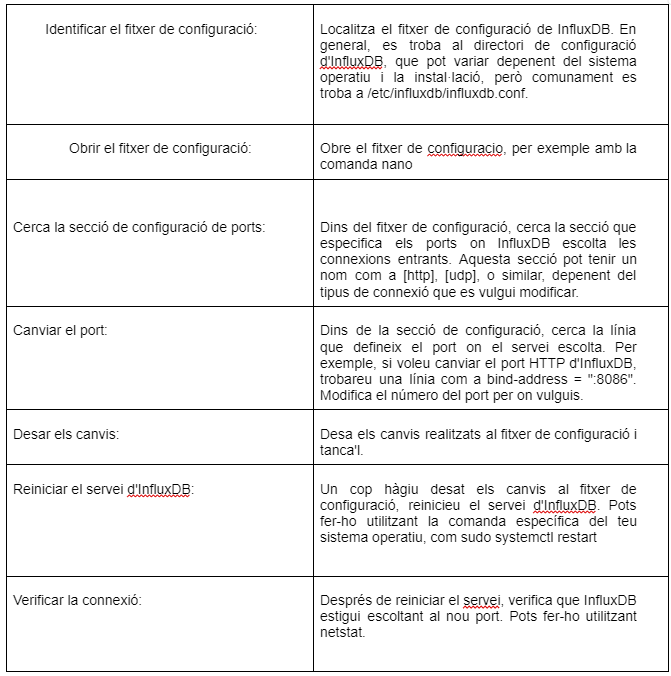 Identificar el fitxer de configuració:
Localitza el fitxer de configuració de InfluxDB. En
general, es troba al directori de configuració
d'InfluxDB, que pot variar depenent del sistema
operatiu i la instal·lació, però comunament es
troba a /etc/influxdb/influxdb.conf.
Obrir el fitxer de configuració:
Obre el fitxer de configuracio, per exemple amb la
comanda nano
Cerca la secció de configuració de ports:
Dins del fitxer de configuració, cerca la secció que
especifica els ports on InfluxDB escolta les
connexions entrants. Aquesta secció pot tenir un
nom com a [http], [udp], o similar, depenent del
tipus de connexió que es vulgui modificar.
Canviar el port:
Dins de la secció de configuració, cerca la línia
que defineix el port on el servei escolta. Per
exemple, si voleu canviar el port HTTP d'InfluxDB,
trobareu una línia com a bind-address = ":8086".
Modifica el número del port per on vulguis.
Desar els canvis:
Desa els canvis realitzats al fitxer de configuració i
tanca'l.
Reiniciar el servei d'InfluxDB:
Un cop hàgiu desat els canvis al fitxer de
configuració, reinicieu el servei d'InfluxDB. Pots
fer-ho utilitzant la comanda específica del teu
sistema operatiu, com sudo systemctl restart
Verificar la connexió:
Després de reiniciar el servei, verifica que InfluxDB
estigui escoltant al nou port. Pots fer-ho utilitzant
netstat.